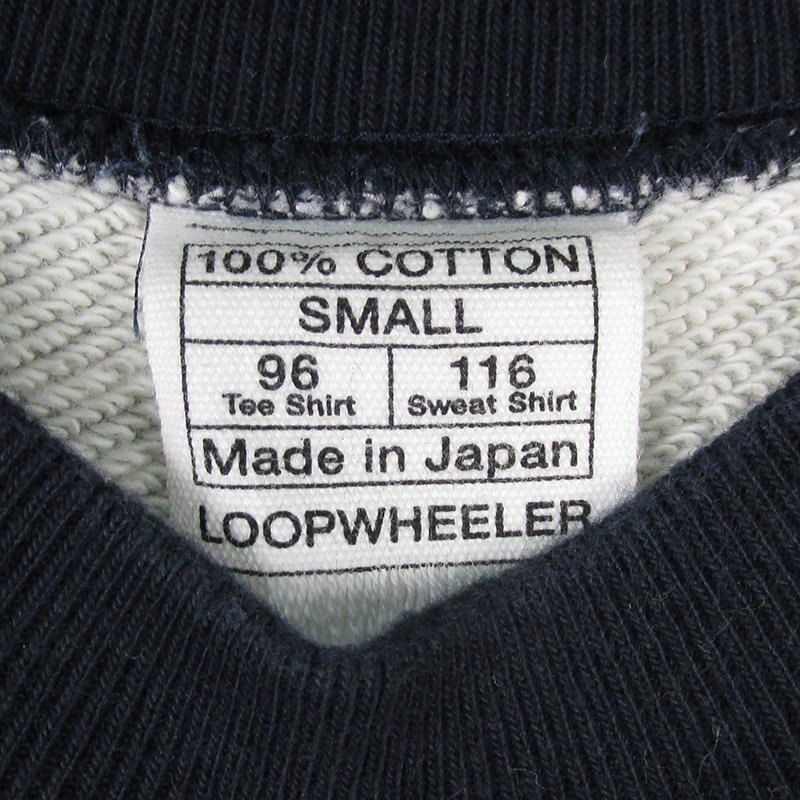 100% COTTON
SMALL
96
Tee Shirt
116
Sweat Shirt
Made in Japan
LOOPWHEELER